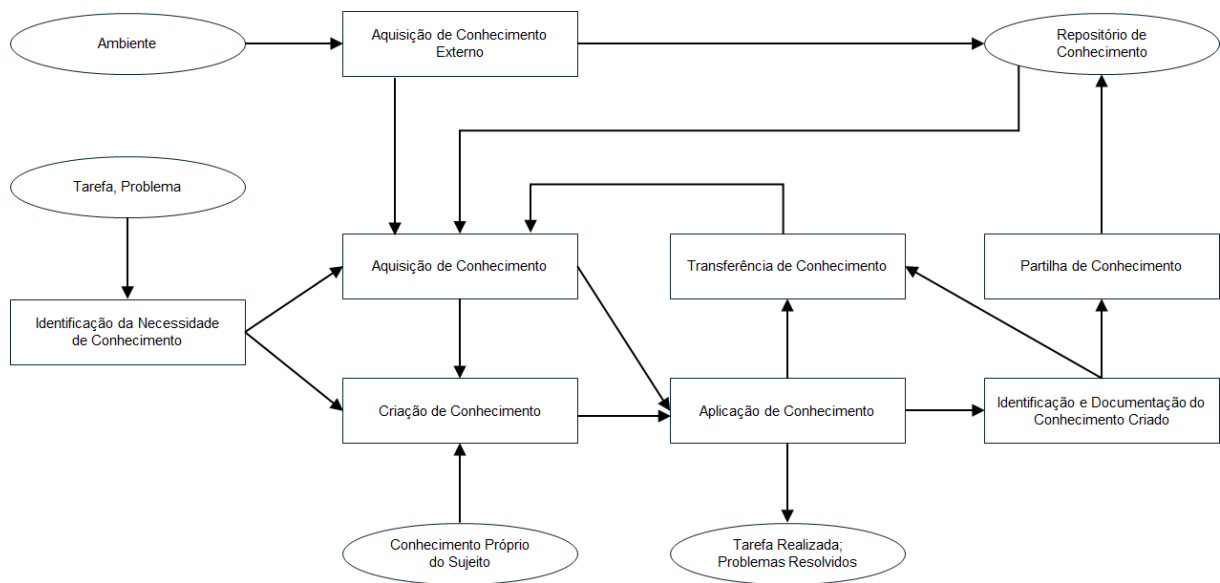 Ambiente
Aquisição de Conhecimento
Externo
Repositório de
Conhecimento
Tarefa, Problema
Aquisição de Conhecimento
Transferência de Conhecimento
Partilha de Conhecimento
Identificação da Necessidade
de Conhecimento
Criação de Conhecimento
Aplicação de Conhecimento
Identificação e Documentação do
Conhecimento Criado
Conhecimento Próprio
do Sujeito
Tarefa Realizada;
Problemas Resolvidos